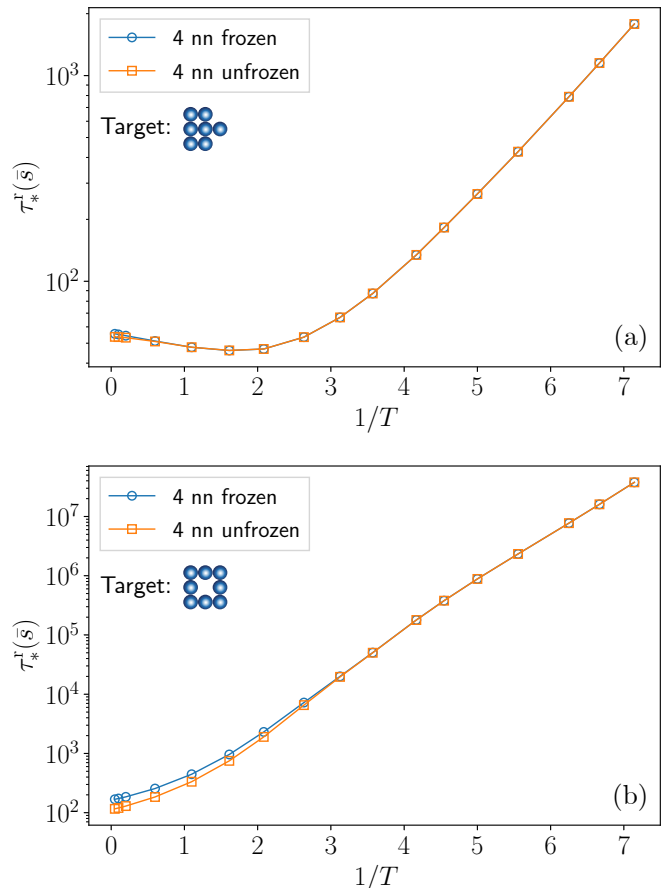 4 nn frozen
4 nn unfrozen
Target:
10³
10²
τ*ʳ(s̄)
(a)
0 1 2 3 4 5 6 7
1/T
4 nn frozen
4 nn unfrozen
Target:
10⁷
10⁶
10⁵
10⁴
10³
10²
τ*ʳ(s̄)
(b)
0 1 2 3 4 5 6 7
1/T